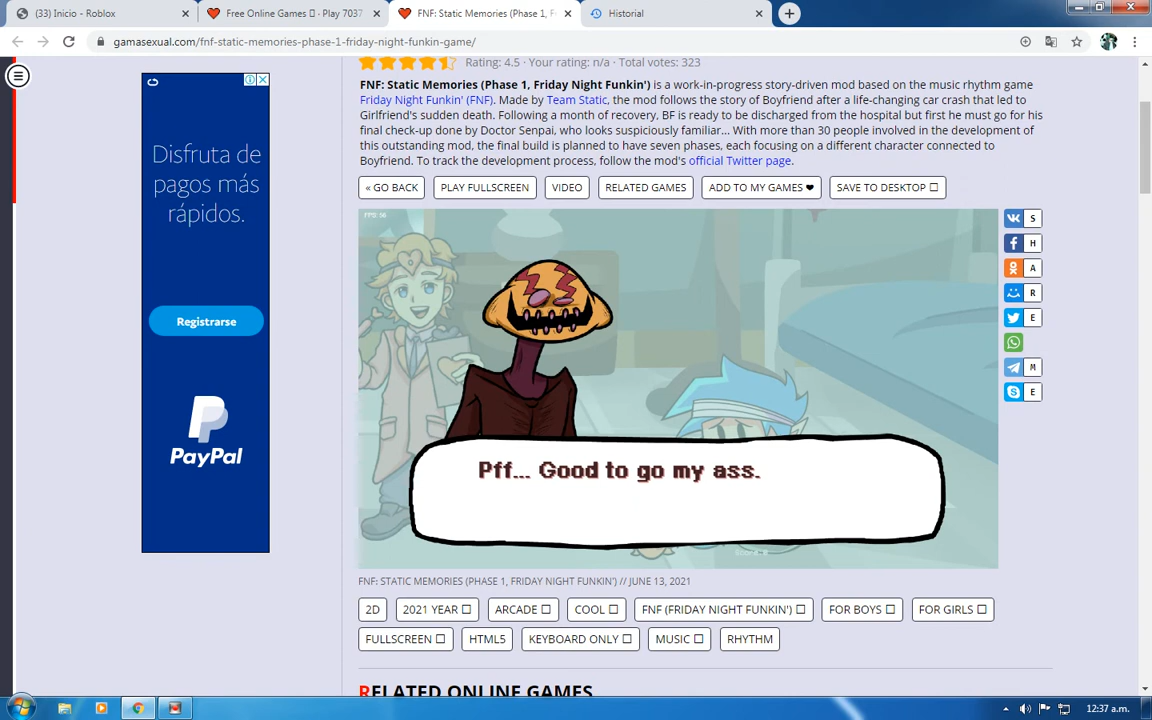 (33) Inicio - Roblox
Free Online Games · Play 7037
FNF: Static Memories (Phase 1, F
Historial
gamasexual.com/fnf-static-memories-phase-1-friday-night-funkin-game/
Rating: 4.5 · Your rating: n/a · Total votes: 323
FNF: Static Memories (Phase 1, Friday Night Funkin') is a work-in-progress story-driven mod based on the music rhythm game
Friday Night Funkin' (FNF). Made by Team Static, the mod follows the story of Boyfriend after a life-changing car crash that led to
Girlfriend's sudden death. Following a month of recovery, BF is ready to be discharged from the hospital but first he must go for his
final check-up done by Doctor Senpai, who looks suspiciously familiar... With more than 30 people involved in the development of
this outstanding mod, the final build is planned to have seven phases, each focusing on a different character connected to
Boyfriend. To track the development process, follow the mod's official Twitter page.
« GO BACK
PLAY FULLSCREEN
VIDEO
RELATED GAMES
ADD TO MY GAMES ❤
SAVE TO DESKTOP
Disfruta de
pagos más
rápidos.
Registrarse
PayPal
FPS: 56
Pff... Good to go my ass.
S
H
A
R
E
M
E
FNF: STATIC MEMORIES (PHASE 1, FRIDAY NIGHT FUNKIN') // JUNE 13, 2021
2D
2021 YEAR
ARCADE
COOL
FNF (FRIDAY NIGHT FUNKIN')
FOR BOYS
FOR GIRLS
FULLSCREEN
HTML5
KEYBOARD ONLY
MUSIC
RHYTHM
RELATED ONLINE GAMES
12:37 a.m.